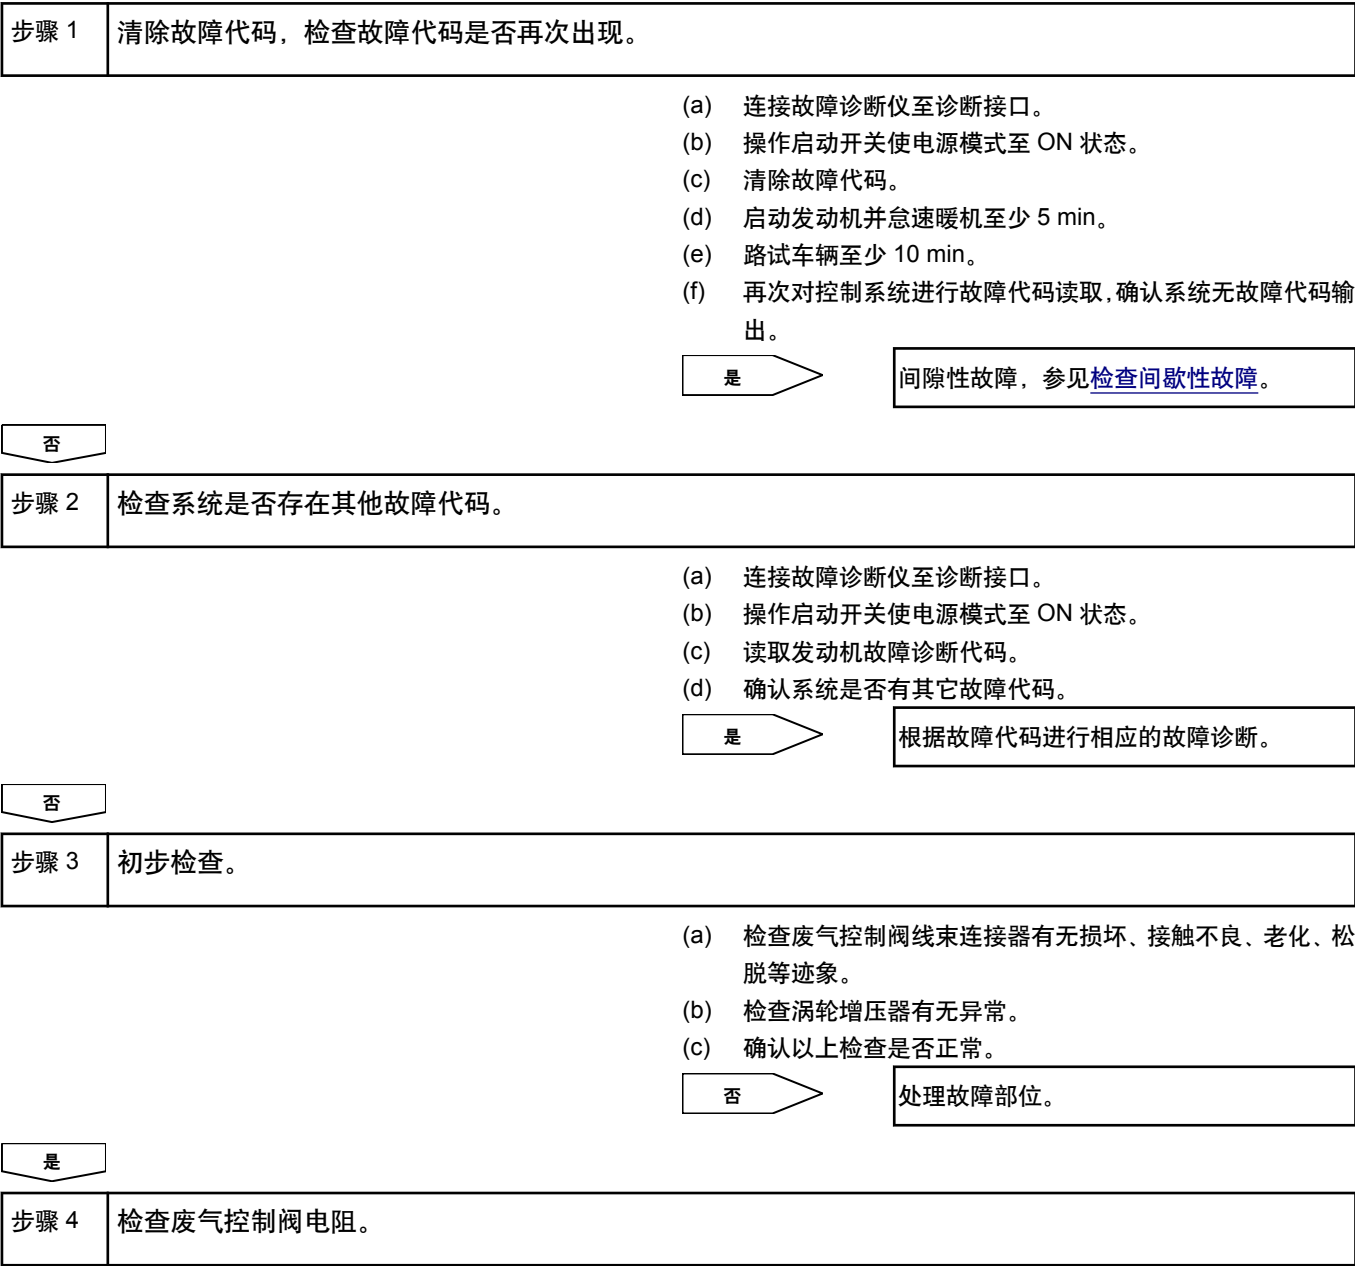 步骤 1
清除故障代码，检查故障代码是否再次出现。
(a) 连接故障诊断仪至诊断接口。
(b) 操作启动开关使电源模式至 ON 状态。
(c) 清除故障代码。
(d) 启动发动机并怠速暖机至少 5 min。
(e) 路试车辆至少 10 min。
(f) 再次对控制系统进行故障代码读取，确认系统无故障代码输
出。
是
间隙性故障，参见检查间歇性故障。
否
步骤 2
检查系统是否存在其他故障代码。
(a) 连接故障诊断仪至诊断接口。
(b) 操作启动开关使电源模式至 ON 状态。
(c) 读取发动机故障诊断代码。
(d) 确认系统是否有其它故障代码。
是
根据故障代码进行相应的故障诊断。
否
步骤 3
初步检查。
(a) 检查废气控制阀线束连接器有无损坏、接触不良、老化、松
脱等迹象。
(b) 检查涡轮增压器有无异常。
(c) 确认以上检查是否正常。
否
处理故障部位。
是
步骤 4
检查废气控制阀电阻。